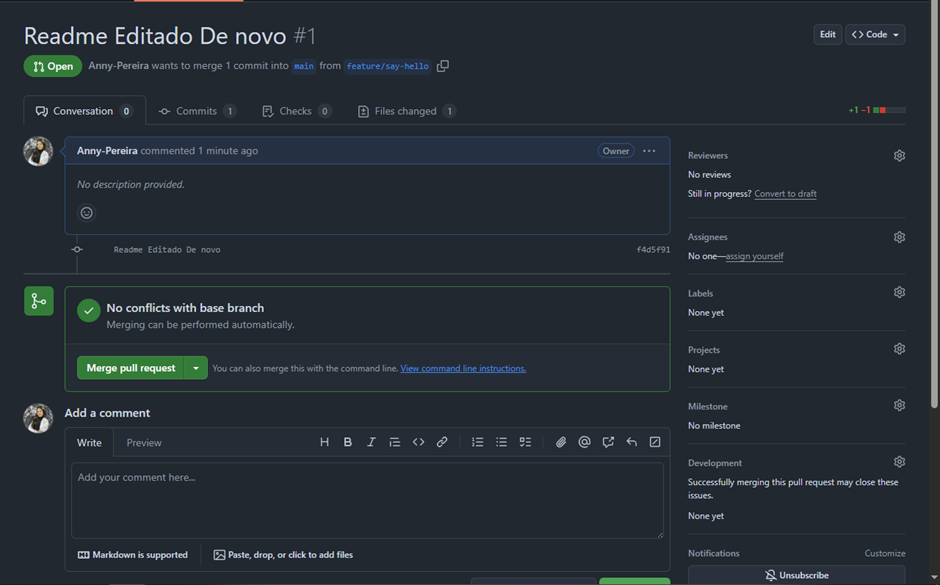 Readme Editado De novo #1
Edit
Code
Open
Anny-Pereira wants to merge 1 commit into main from feature/say-hello
Conversation 0
Commits 1
Checks 0
Files changed 1
+1 −1
Anny-Pereira commented 1 minute ago
Owner
No description provided.
Readme Editado De novo
f4d5f91
No conflicts with base branch
Merging can be performed automatically.
Merge pull request
You can also merge this with the command line. View command line instructions.
Add a comment
Write
Preview
Add your comment here...
Markdown is supported
Paste, drop, or click to add files
Reviewers
No reviews
Still in progress? Convert to draft
Assignees
No one—assign yourself
Labels
None yet
Projects
None yet
Milestone
No milestone
Development
Successfully merging this pull request may close these
issues.
None yet
Notifications
Customize
Unsubscribe